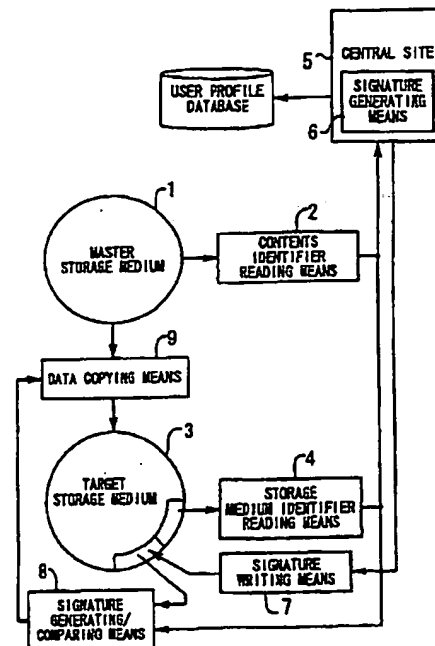 5
CENTRAL SITE
SIGNATURE
GENERATING
MEANS
6
USER PROFILE
DATABASE
1
MASTER
STORAGE MEDIUM
2
CONTENTS
IDENTIFIER
READING MEANS
9
DATA COPYING MEANS
3
TARGET
STORAGE MEDIUM
4
STORAGE
MEDIUM IDENTIFIER
READING MEANS
SIGNATURE
WRITING MEANS
7
8
SIGNATURE
GENERATING/
COMPARING MEANS